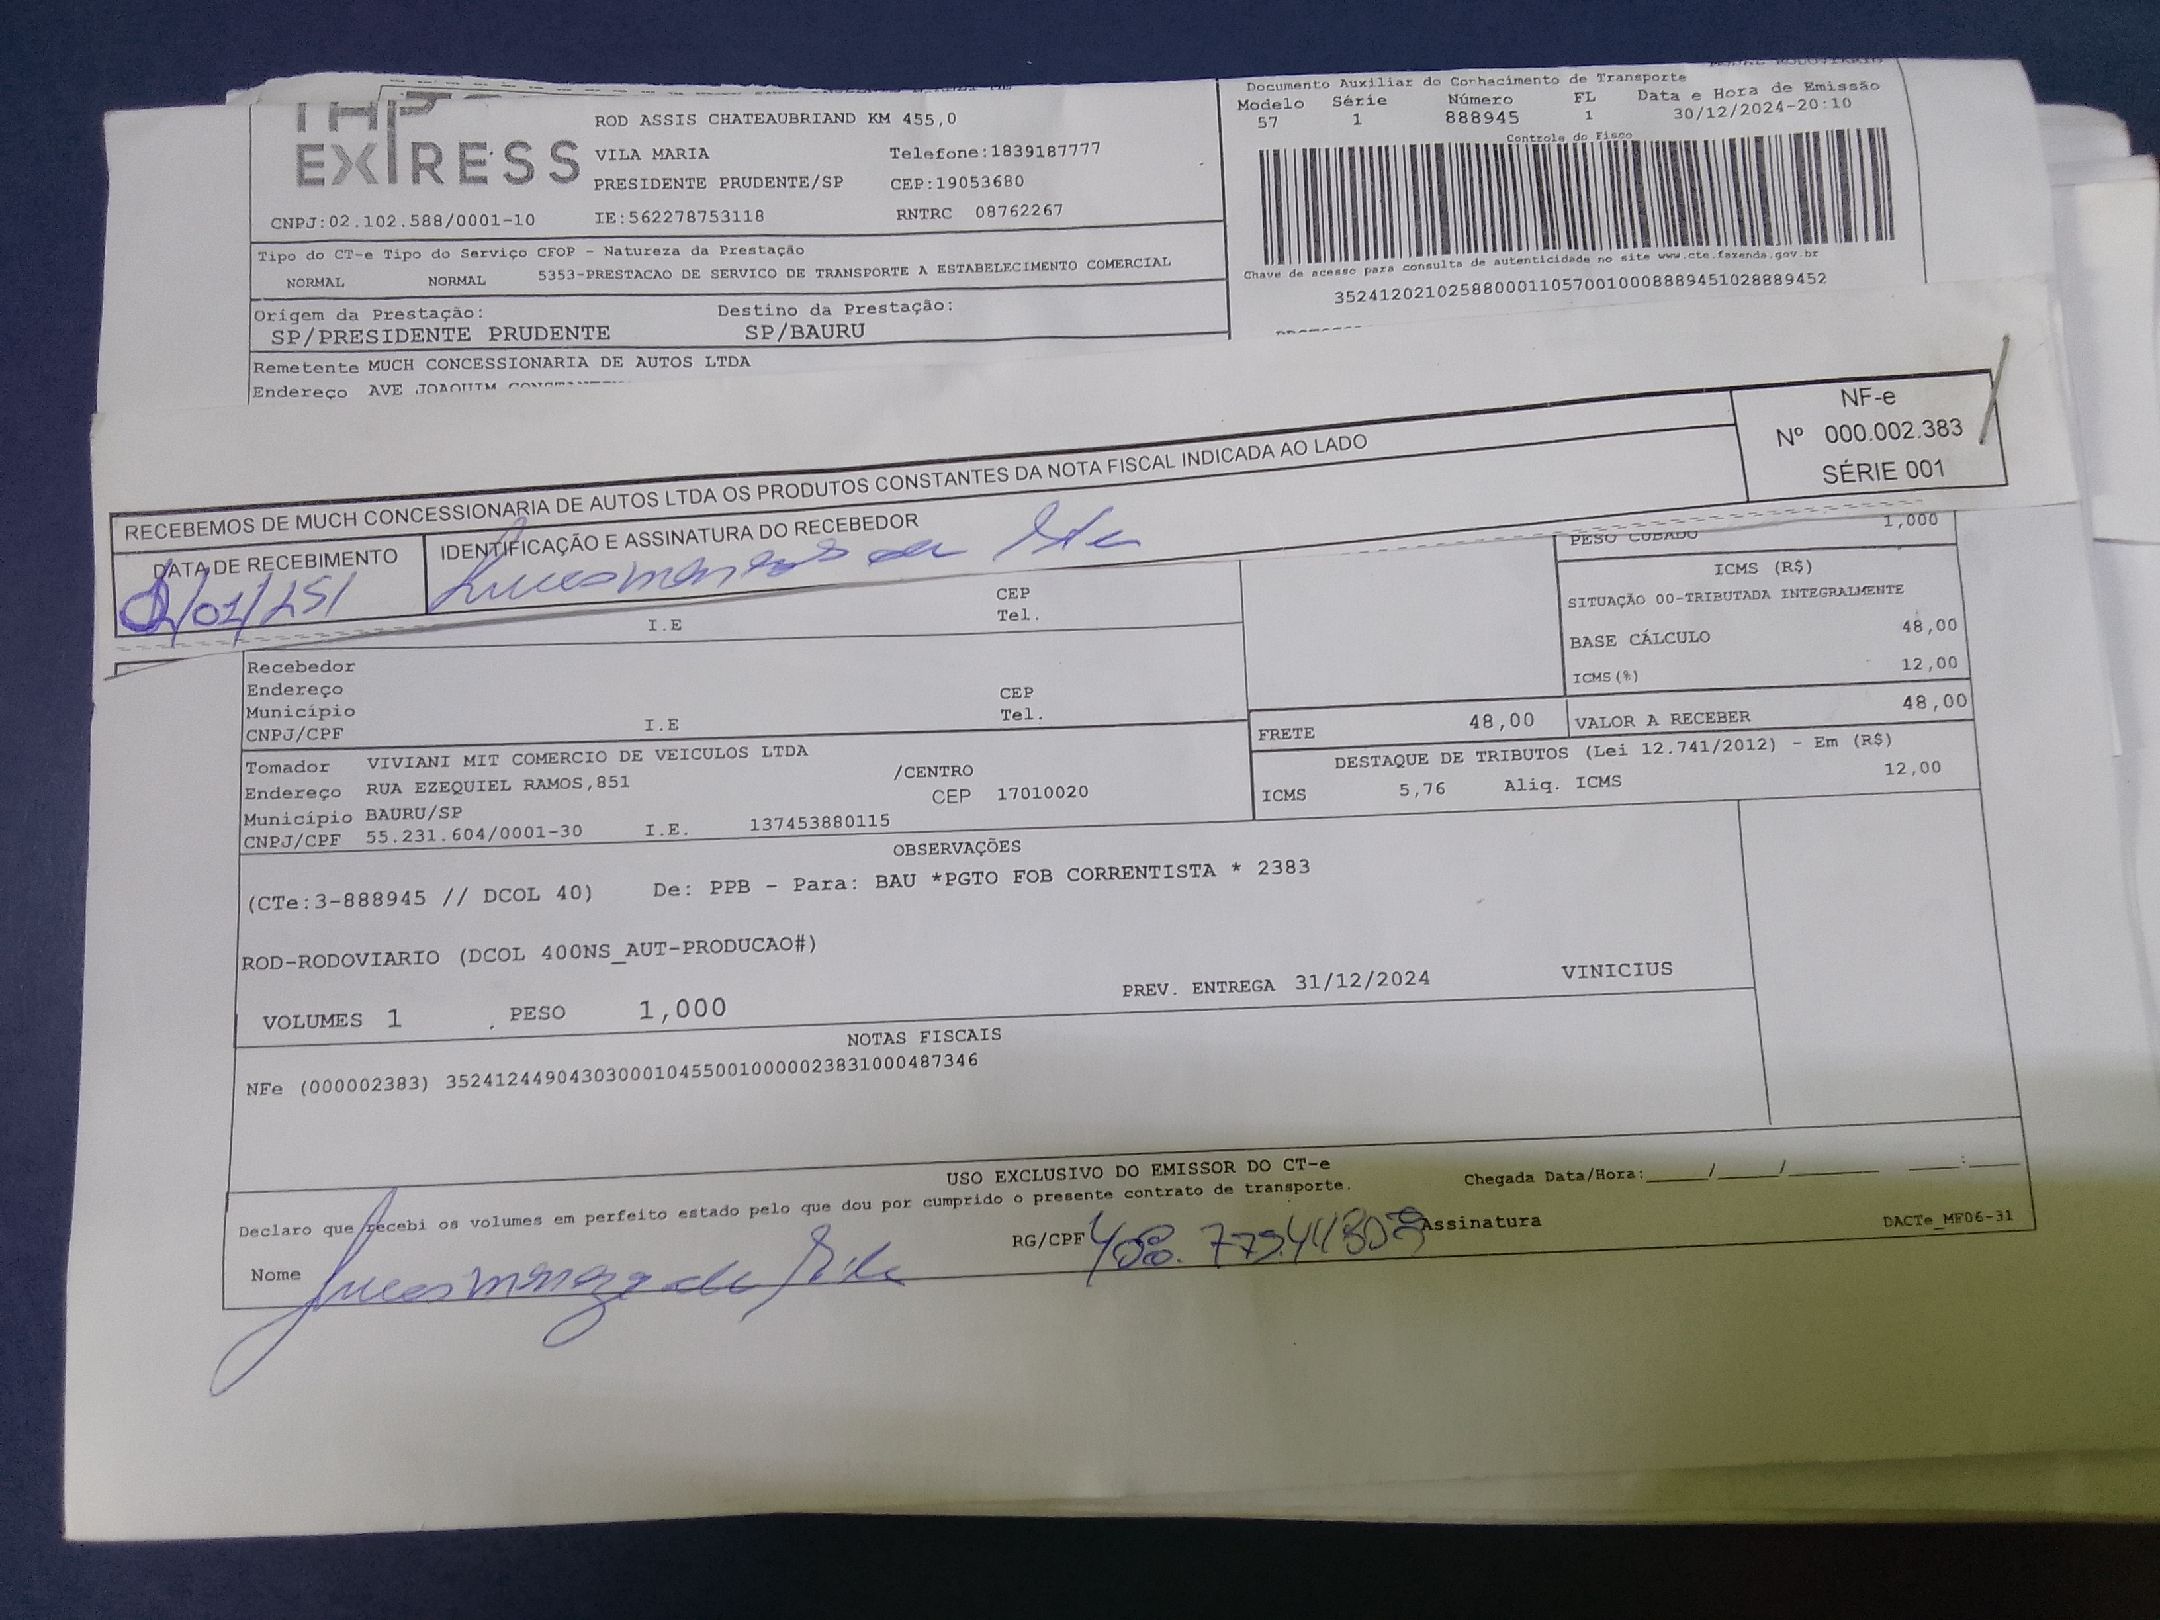 EXPRESS
ROD ASSIS CHATEAUBRIAND KM 455,0
VILA MARIA Telefone:1839187777
PRESIDENTE PRUDENTE/SP CEP:19053680
CNPJ:02.102.588/0001-10 IE:562278753118 RNTRC 08762267
Documento Auxiliar do Conhacimento de Transporte
Modelo Série Número FL Data e Hora de Emissão
57 1 888945 1 30/12/2024-20:10
Controle do Fisco
Chave de acesso para consulta de autenticidade no site www.cte.fazenda.gov.br
35241202102588000110570010008889451028889452
Tipo do CT-e Tipo do Serviço CFOP - Natureza da Prestação
NORMAL NORMAL 5353-PRESTACAO DE SERVICO DE TRANSPORTE A ESTABELECIMENTO COMERCIAL
Origem da Prestação: Destino da Prestação:
SP/PRESIDENTE PRUDENTE SP/BAURU
Remetente MUCH CONCESSIONARIA DE AUTOS LTDA
Endereço AVE JOAQUIM
RECEBEMOS DE MUCH CONCESSIONARIA DE AUTOS LTDA OS PRODUTOS CONSTANTES DA NOTA FISCAL INDICADA AO LADO
NF-e
Nº 000.002.383
SÉRIE 001
DATA DE RECEBIMENTO IDENTIFICAÇÃO E ASSINATURA DO RECEBEDOR
PESO CUBADO 1,000
ICMS (R$)
SITUAÇÃO 00-TRIBUTADA INTEGRALMENTE
BASE CÁLCULO 48,00
ICMS(%) 12,00
CEP
I.E Tel.
Recebedor
Endereço CEP
Município Tel.
CNPJ/CPF I.E
FRETE 48,00 VALOR A RECEBER 48,00
DESTAQUE DE TRIBUTOS (Lei 12.741/2012) - Em (R$)
ICMS 5,76 Aliq. ICMS 12,00
Tomador VIVIANI MIT COMERCIO DE VEICULOS LTDA
Endereço RUA EZEQUIEL RAMOS,851 /CENTRO
Município BAURU/SP CEP 17010020
CNPJ/CPF 55.231.604/0001-30 I.E. 137453880115
OBSERVAÇÕES
(CTe:3-888945 // DCOL 40) De: PPB - Para: BAU *PGTO FOB CORRENTISTA * 2383
ROD-RODOVIARIO (DCOL 400NS_AUT-PRODUCAO#)
VOLUMES 1 PESO 1,000 PREV. ENTREGA 31/12/2024 VINICIUS
NOTAS FISCAIS
NFe (000002383) 35241244904303000104550010000023831000487346
USO EXCLUSIVO DO EMISSOR DO CT-e
Declaro que recebi os volumes em perfeito estado pelo que dou por cumprido o presente contrato de transporte. Chegada Data/Hora:_____/_____/_______ ____:____
Nome RG/CPF Assinatura DACTe_MF06-31